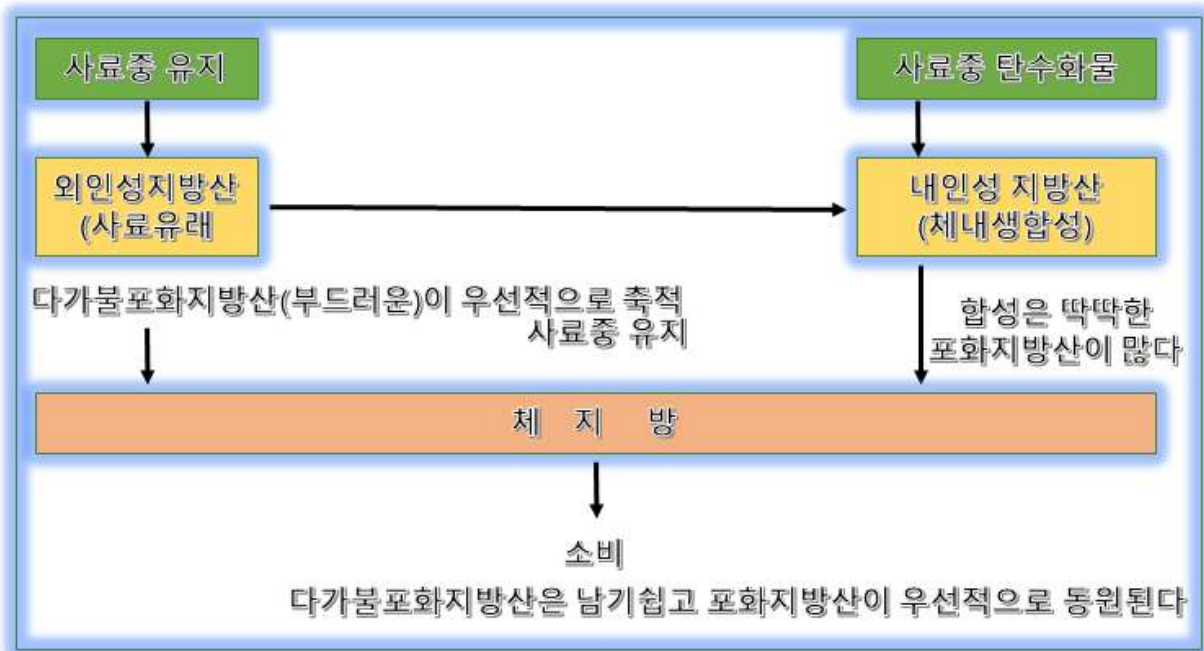 사료중 유지
사료중 탄수화물
외인성지방산
(사료유래
내인성 지방산
(체내생합성)
다가불포화지방산(부드러운)이 우선적으로 축적
사료중 유지
합성은 딱딱한
포화지방산이 많다
체 지 방
소비
다가불포화지방산은 남기쉽고 포화지방산이 우선적으로 동원된다